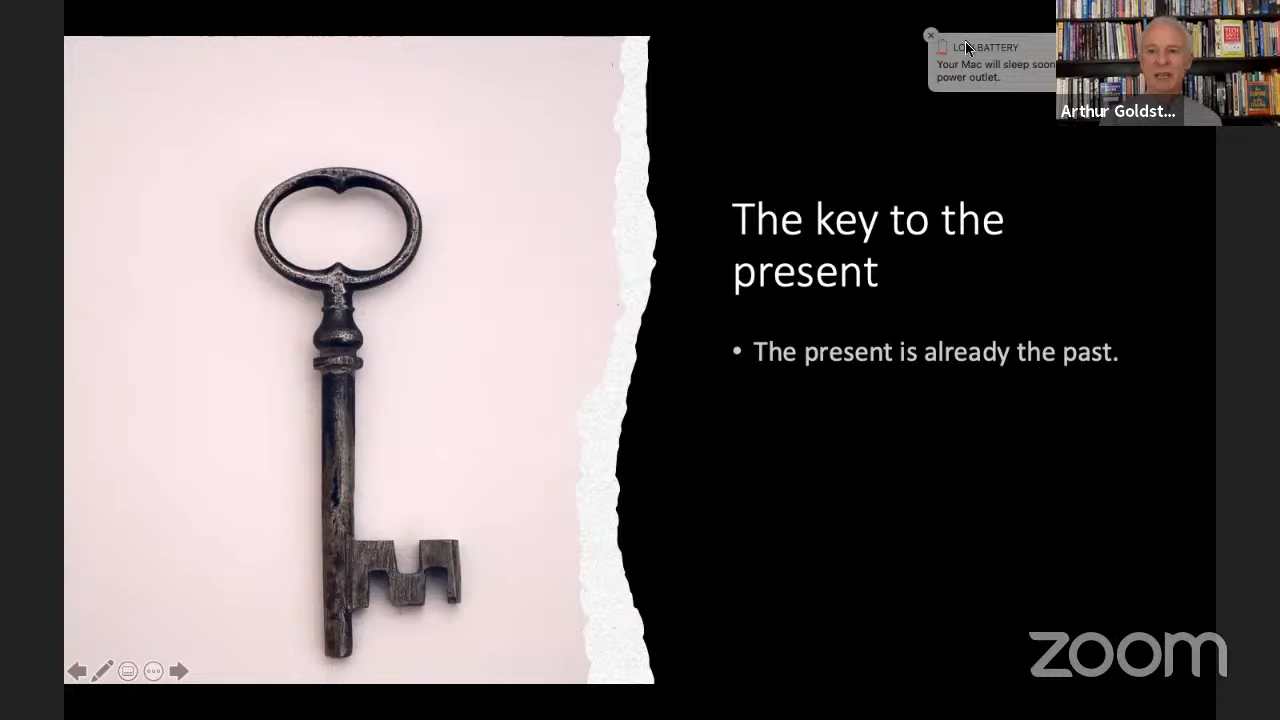 LOW BATTERY
Your Mac will sleep soon
power outlet.
Arthur Goldst...
The key to the
present
• The present is already the past.
zoom